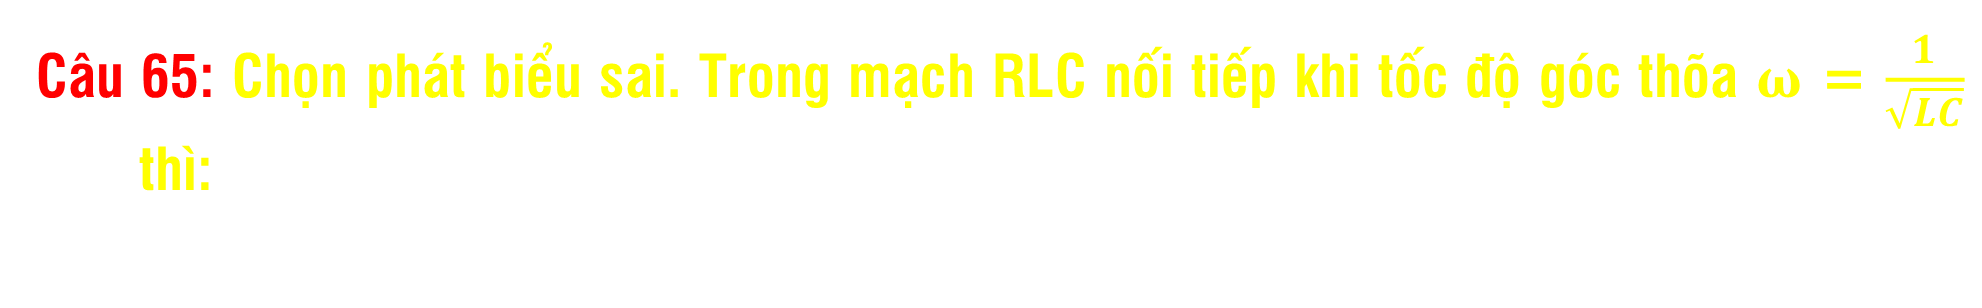 Câu 65: Chọn phát biểu sai. Trong mạch RLC nối tiếp khi tốc độ góc thõa ω = 1/√LC
thì: